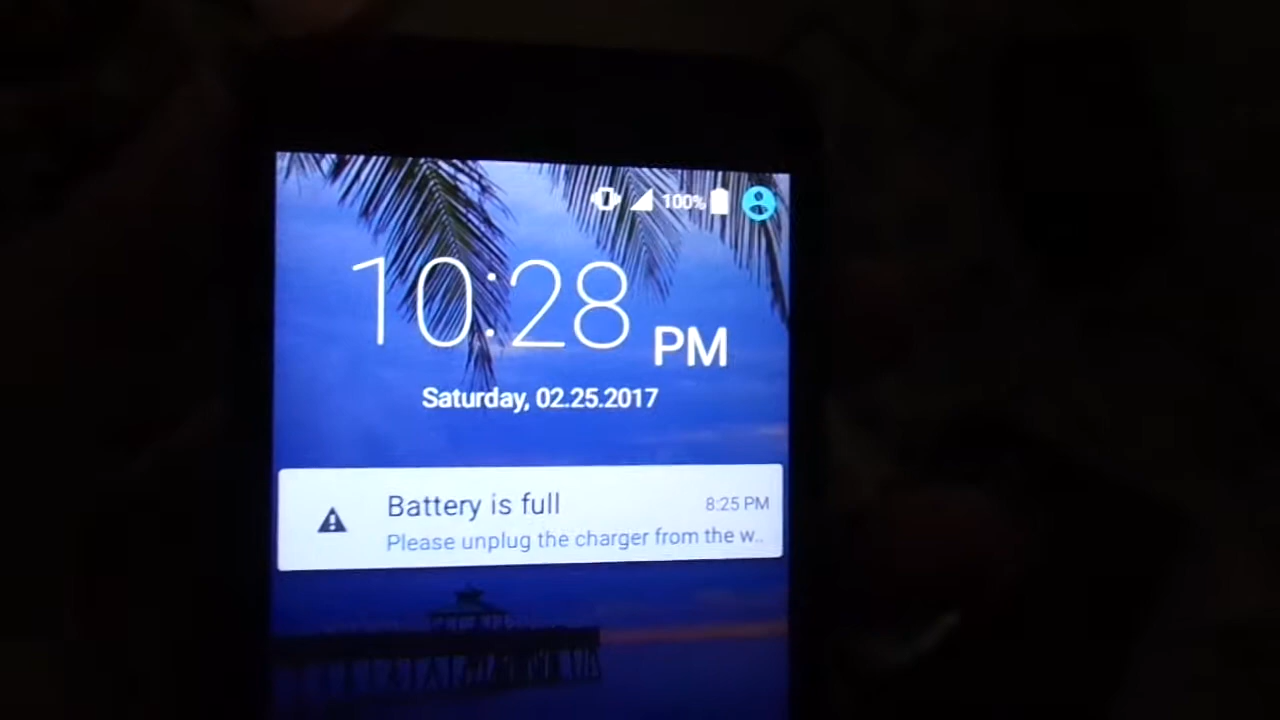 100%
10:28 PM
Saturday, 02.25.2017
Battery is full 8:25 PM
Please unplug the charger from the w..